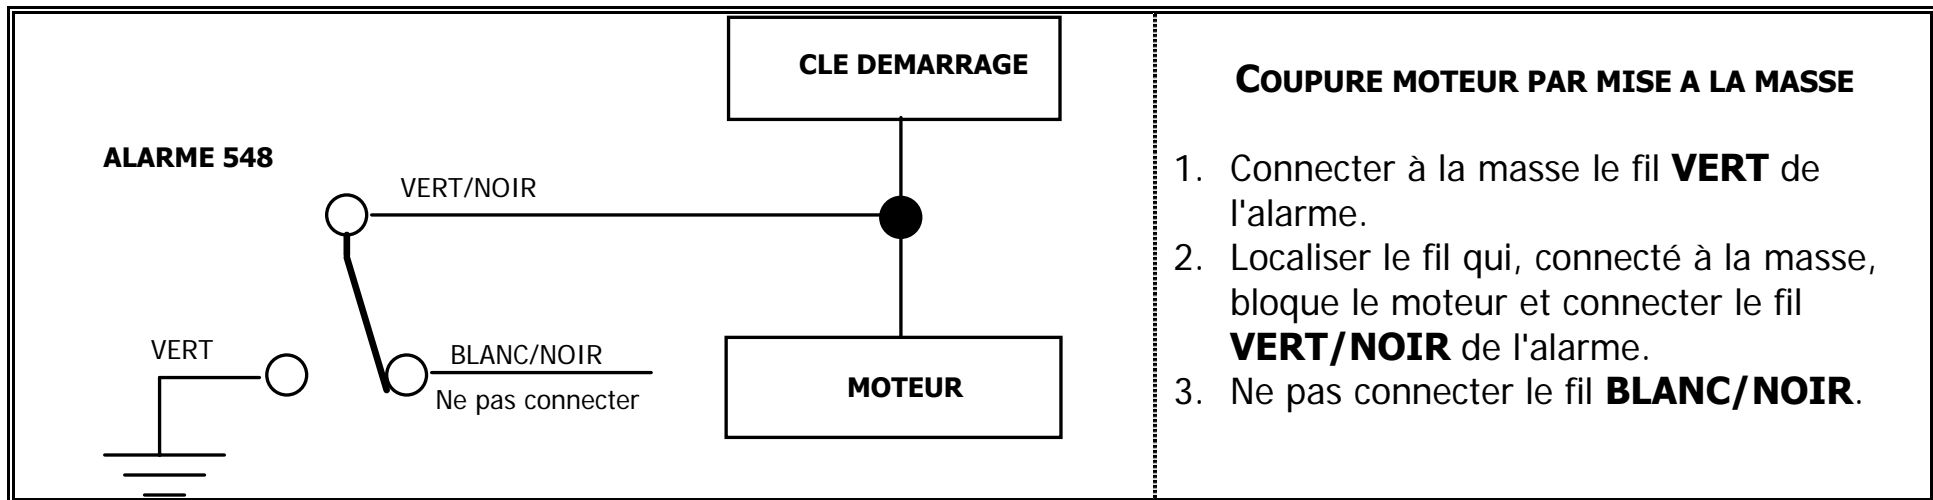 CLE DEMARRAGE
ALARME 548
VERT/NOIR
VERT
BLANC/NOIR
Ne pas connecter
MOTEUR
COUPURE MOTEUR PAR MISE A LA MASSE
1. Connecter à la masse le fil VERT de
l'alarme.
2. Localiser le fil qui, connecté à la masse,
bloque le moteur et connecter le fil
VERT/NOIR de l'alarme.
3. Ne pas connecter le fil BLANC/NOIR.